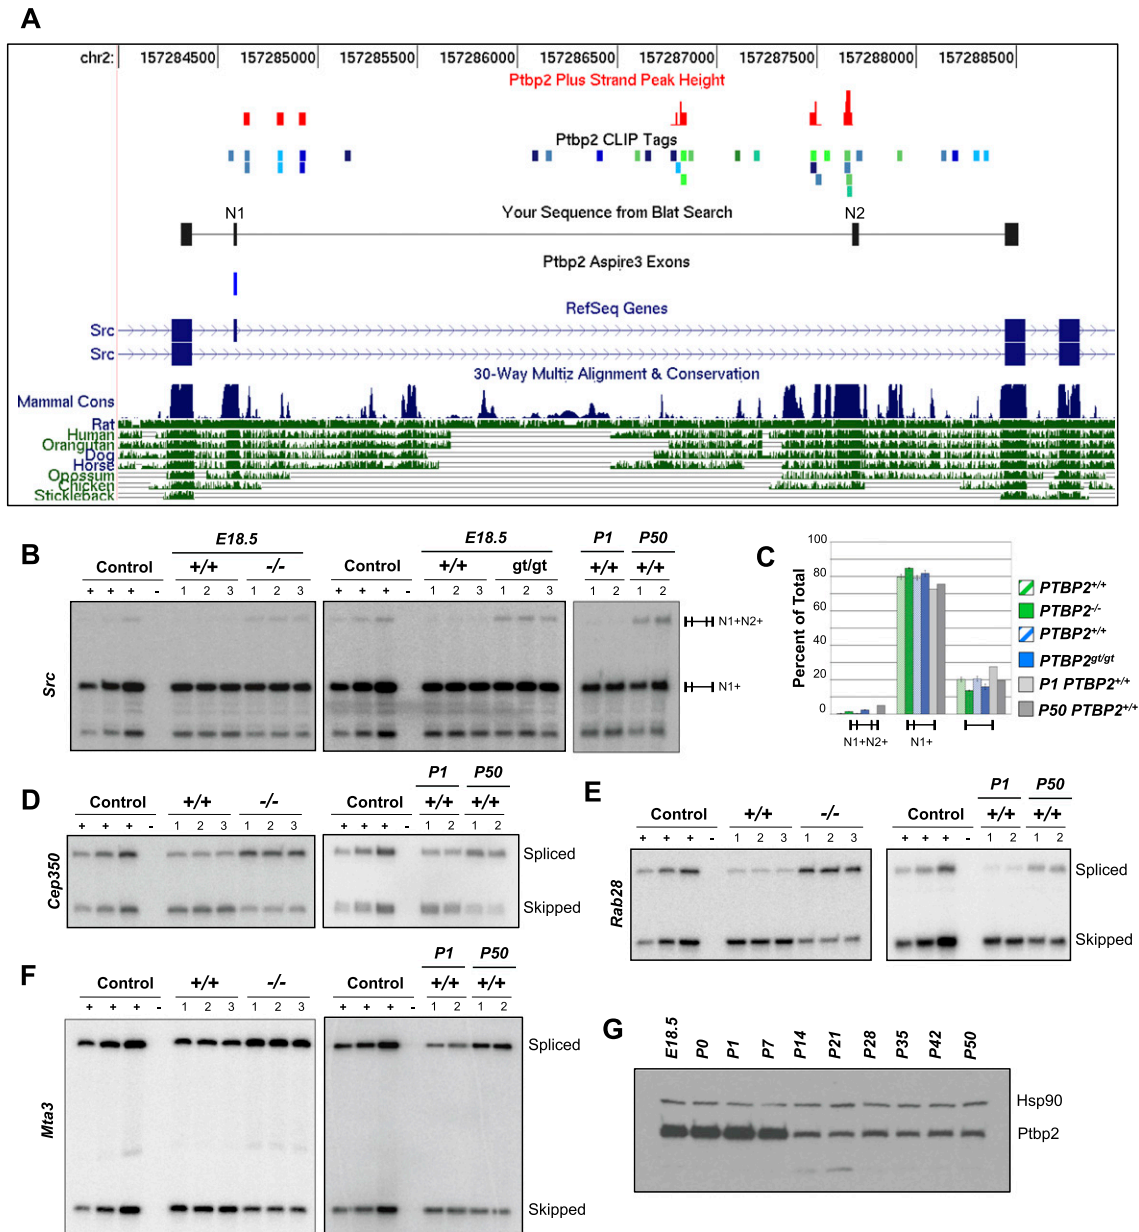 A
chr2: 157284500 157285000 157285500 157286000 157286500 157287000 157287500 157288000 157288500
Ptbp2 Plus Strand Peak Height
Ptbp2 CLIP Tags
N1 Your Sequence from Blat Search N2
Ptbp2 Aspire3 Exons
RefSeq Genes
Src
Src
30-Way Multiz Alignment & Conservation
Mammal Cons
Rat
Human
Orangutan
Dog
Horse
Opossum
Chicken
Stickleback
B
E18.5 E18.5 P1 P50
Control +/+ -/- Control +/+ gt/gt +/+ +/+
+ + + - 1 2 3 1 2 3 + + + - 1 2 3 1 2 3 1 2 1 2
Src
N1+N2+
N1+
C
Percent of Total
100
80
60
40
20
0
N1+N2+ N1+
PTBP2+/+
PTBP2-/-
PTBP2+/+
PTBP2gt/gt
P1 PTBP2+/+
P50 PTBP2+/+
D
P1 P50
Control +/+ -/- Control +/+ +/+
+ + + - 1 2 3 1 2 3 + + + - 1 2 1 2
Cep350
Spliced
Skipped
E
P1 P50
Control +/+ -/- Control +/+ +/+
+ + + - 1 2 3 1 2 3 + + + - 1 2 1 2
Rab28
Spliced
Skipped
F
P1 P50
Control +/+ -/- Control +/+ +/+
+ + + - 1 2 3 1 2 3 + + + - 1 2 1 2
Mta3
Spliced
Skipped
G
E18.5 P0 P1 P7 P14 P21 P28 P35 P42 P50
Hsp90
Ptbp2